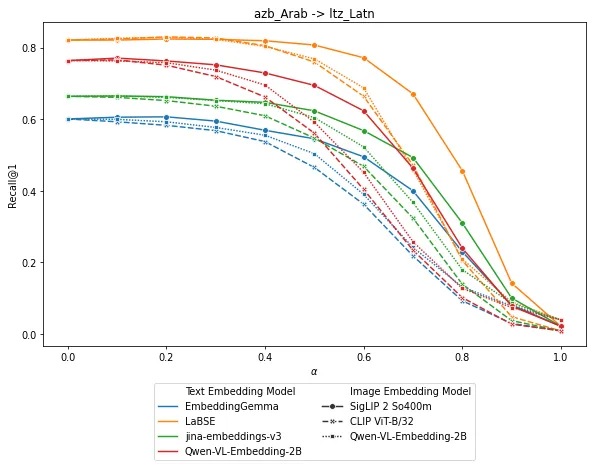 azb_Arab -> ltz_Latn
Recall@1
0.8
0.6
0.4
0.2
0.0
0.0 0.2 0.4 0.6 0.8 1.0
α
Text Embedding Model
EmbeddingGemma
LaBSE
jina-embeddings-v3
Qwen-VL-Embedding-2B
Image Embedding Model
SigLIP 2 So400m
CLIP ViT-B/32
Qwen-VL-Embedding-2B